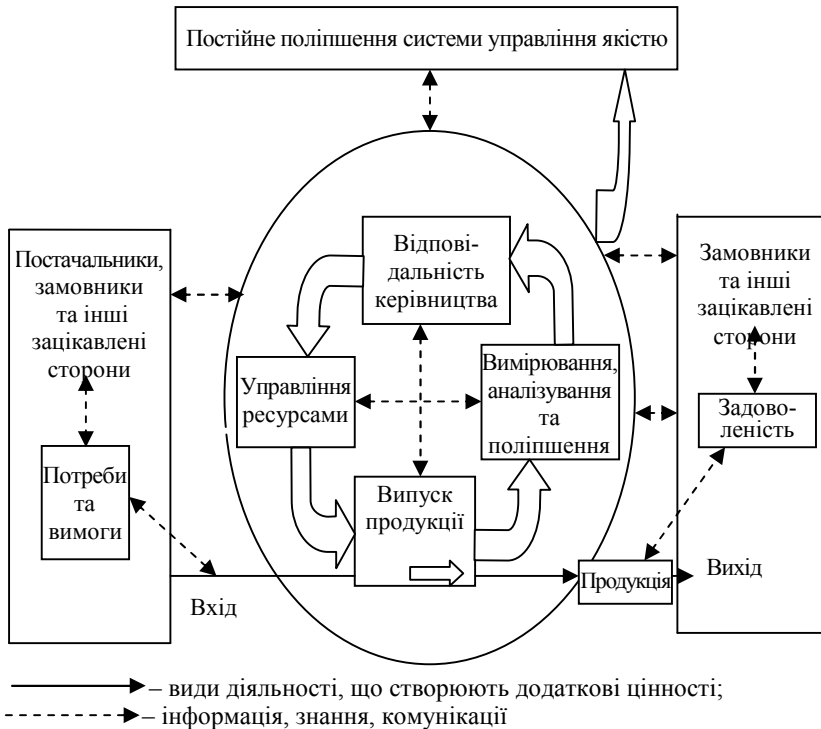 Постійне поліпшення системи управління якістю
Постачальники,
замовники
та інші
зацікавлені
сторони
Потреби
та
вимоги
Відпові-
дальність
керівництва
Управління
ресурсами
Вимірювання,
аналізування
та
поліпшення
Випуск
продукції
Замовники
та інші
зацікавлені
сторони
Задово-
леність
Вхід
Продукція
Вихід
– види діяльності, що створюють додаткові цінності;
– інформація, знання, комунікації